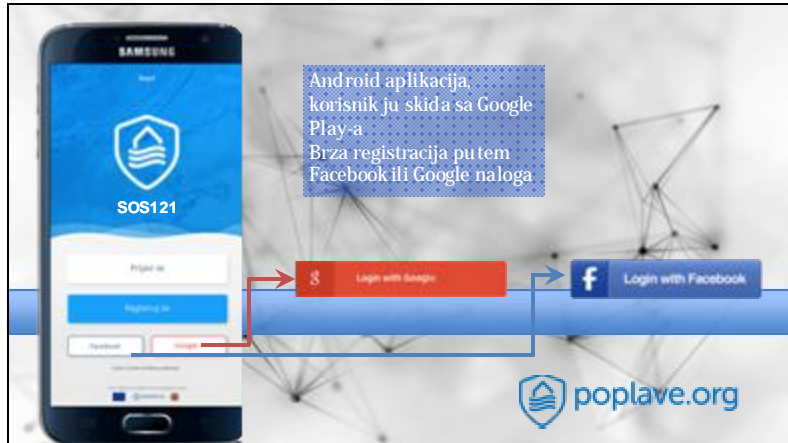 SAMSUNG
SOS121
Prijavi se
Registruj se
Facebook
Google
Android aplikacija,
korisnik ju skida sa Google
Play-a
Brza registracija putem
Facebook ili Google naloga
8 Login with Google
f Login with Facebook
poplave.org